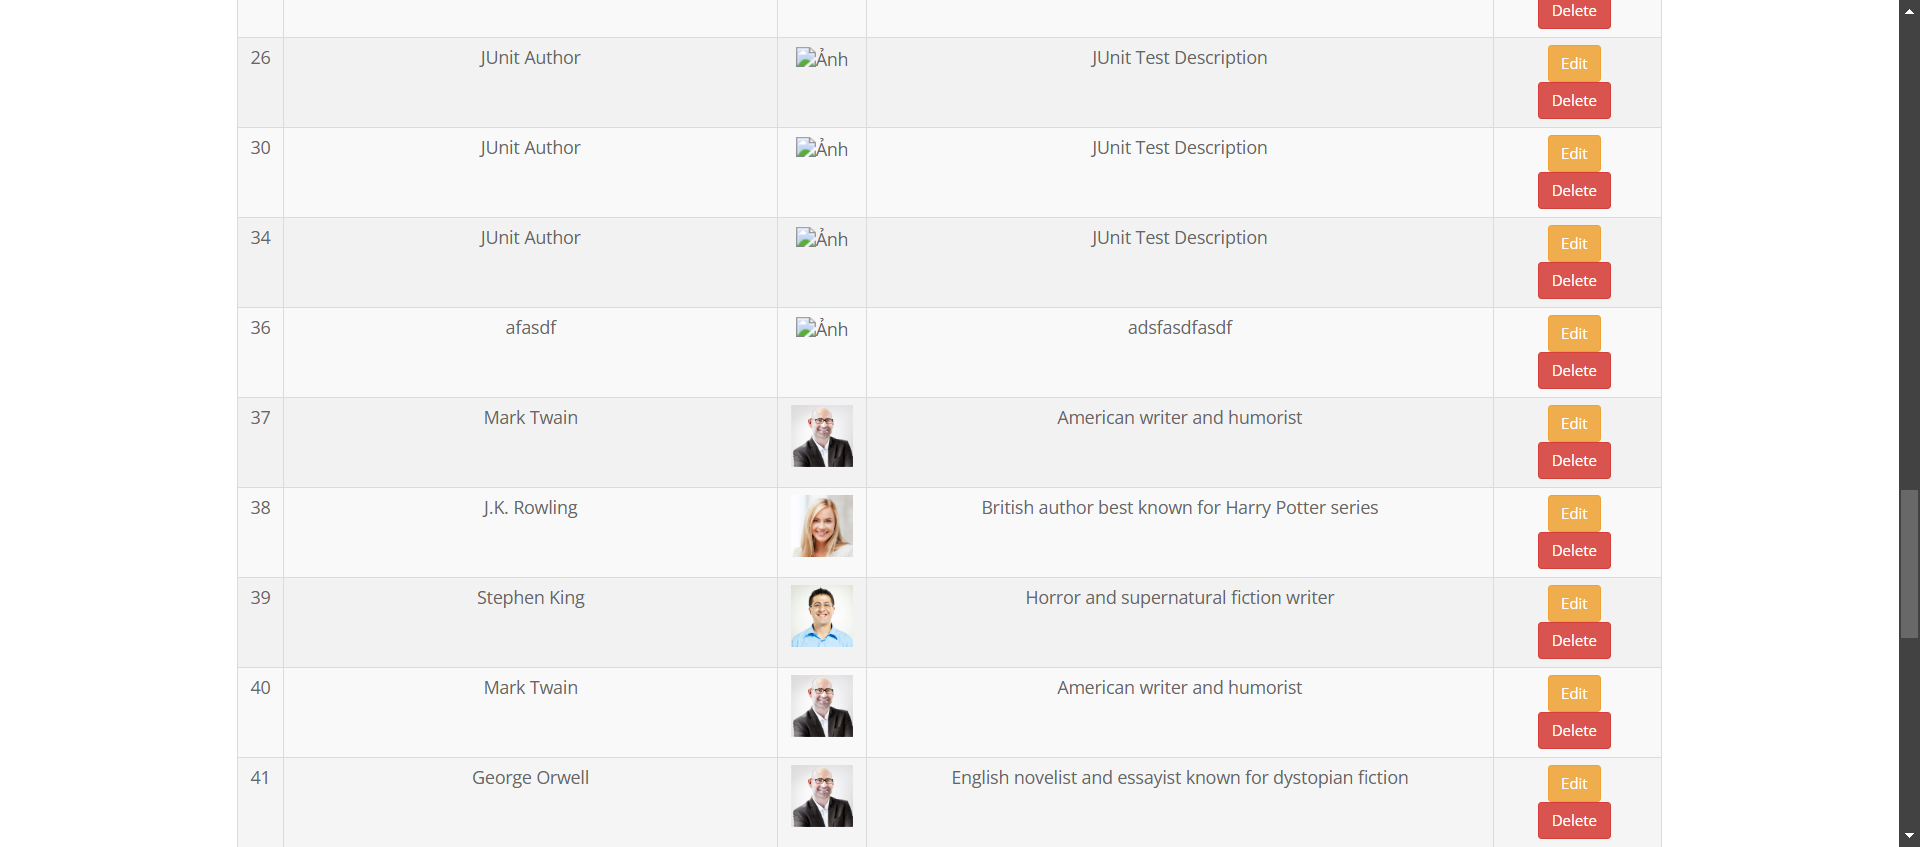 Delete
26 JUnit Author Ảnh JUnit Test Description Edit
Delete
30 JUnit Author Ảnh JUnit Test Description Edit
Delete
34 JUnit Author Ảnh JUnit Test Description Edit
Delete
36 afasdf Ảnh adsfasdfasdf Edit
Delete
37 Mark Twain American writer and humorist Edit
Delete
38 J.K. Rowling British author best known for Harry Potter series Edit
Delete
39 Stephen King Horror and supernatural fiction writer Edit
Delete
40 Mark Twain American writer and humorist Edit
Delete
41 George Orwell English novelist and essayist known for dystopian fiction Edit
Delete